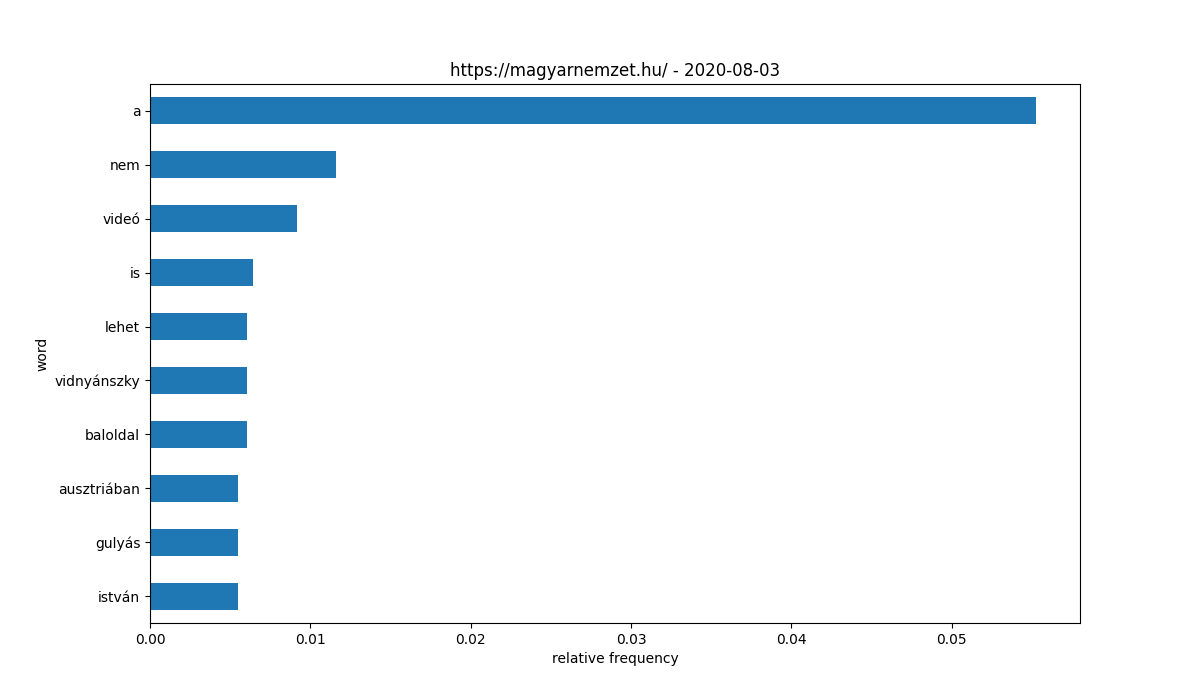 https://magyarnemzet.hu/ - 2020-08-03
a
nem
videó
is
lehet
vidnyánszky
baloldal
ausztriában
gulyás
istván
word
0.00 0.01 0.02 0.03 0.04 0.05
relative frequency